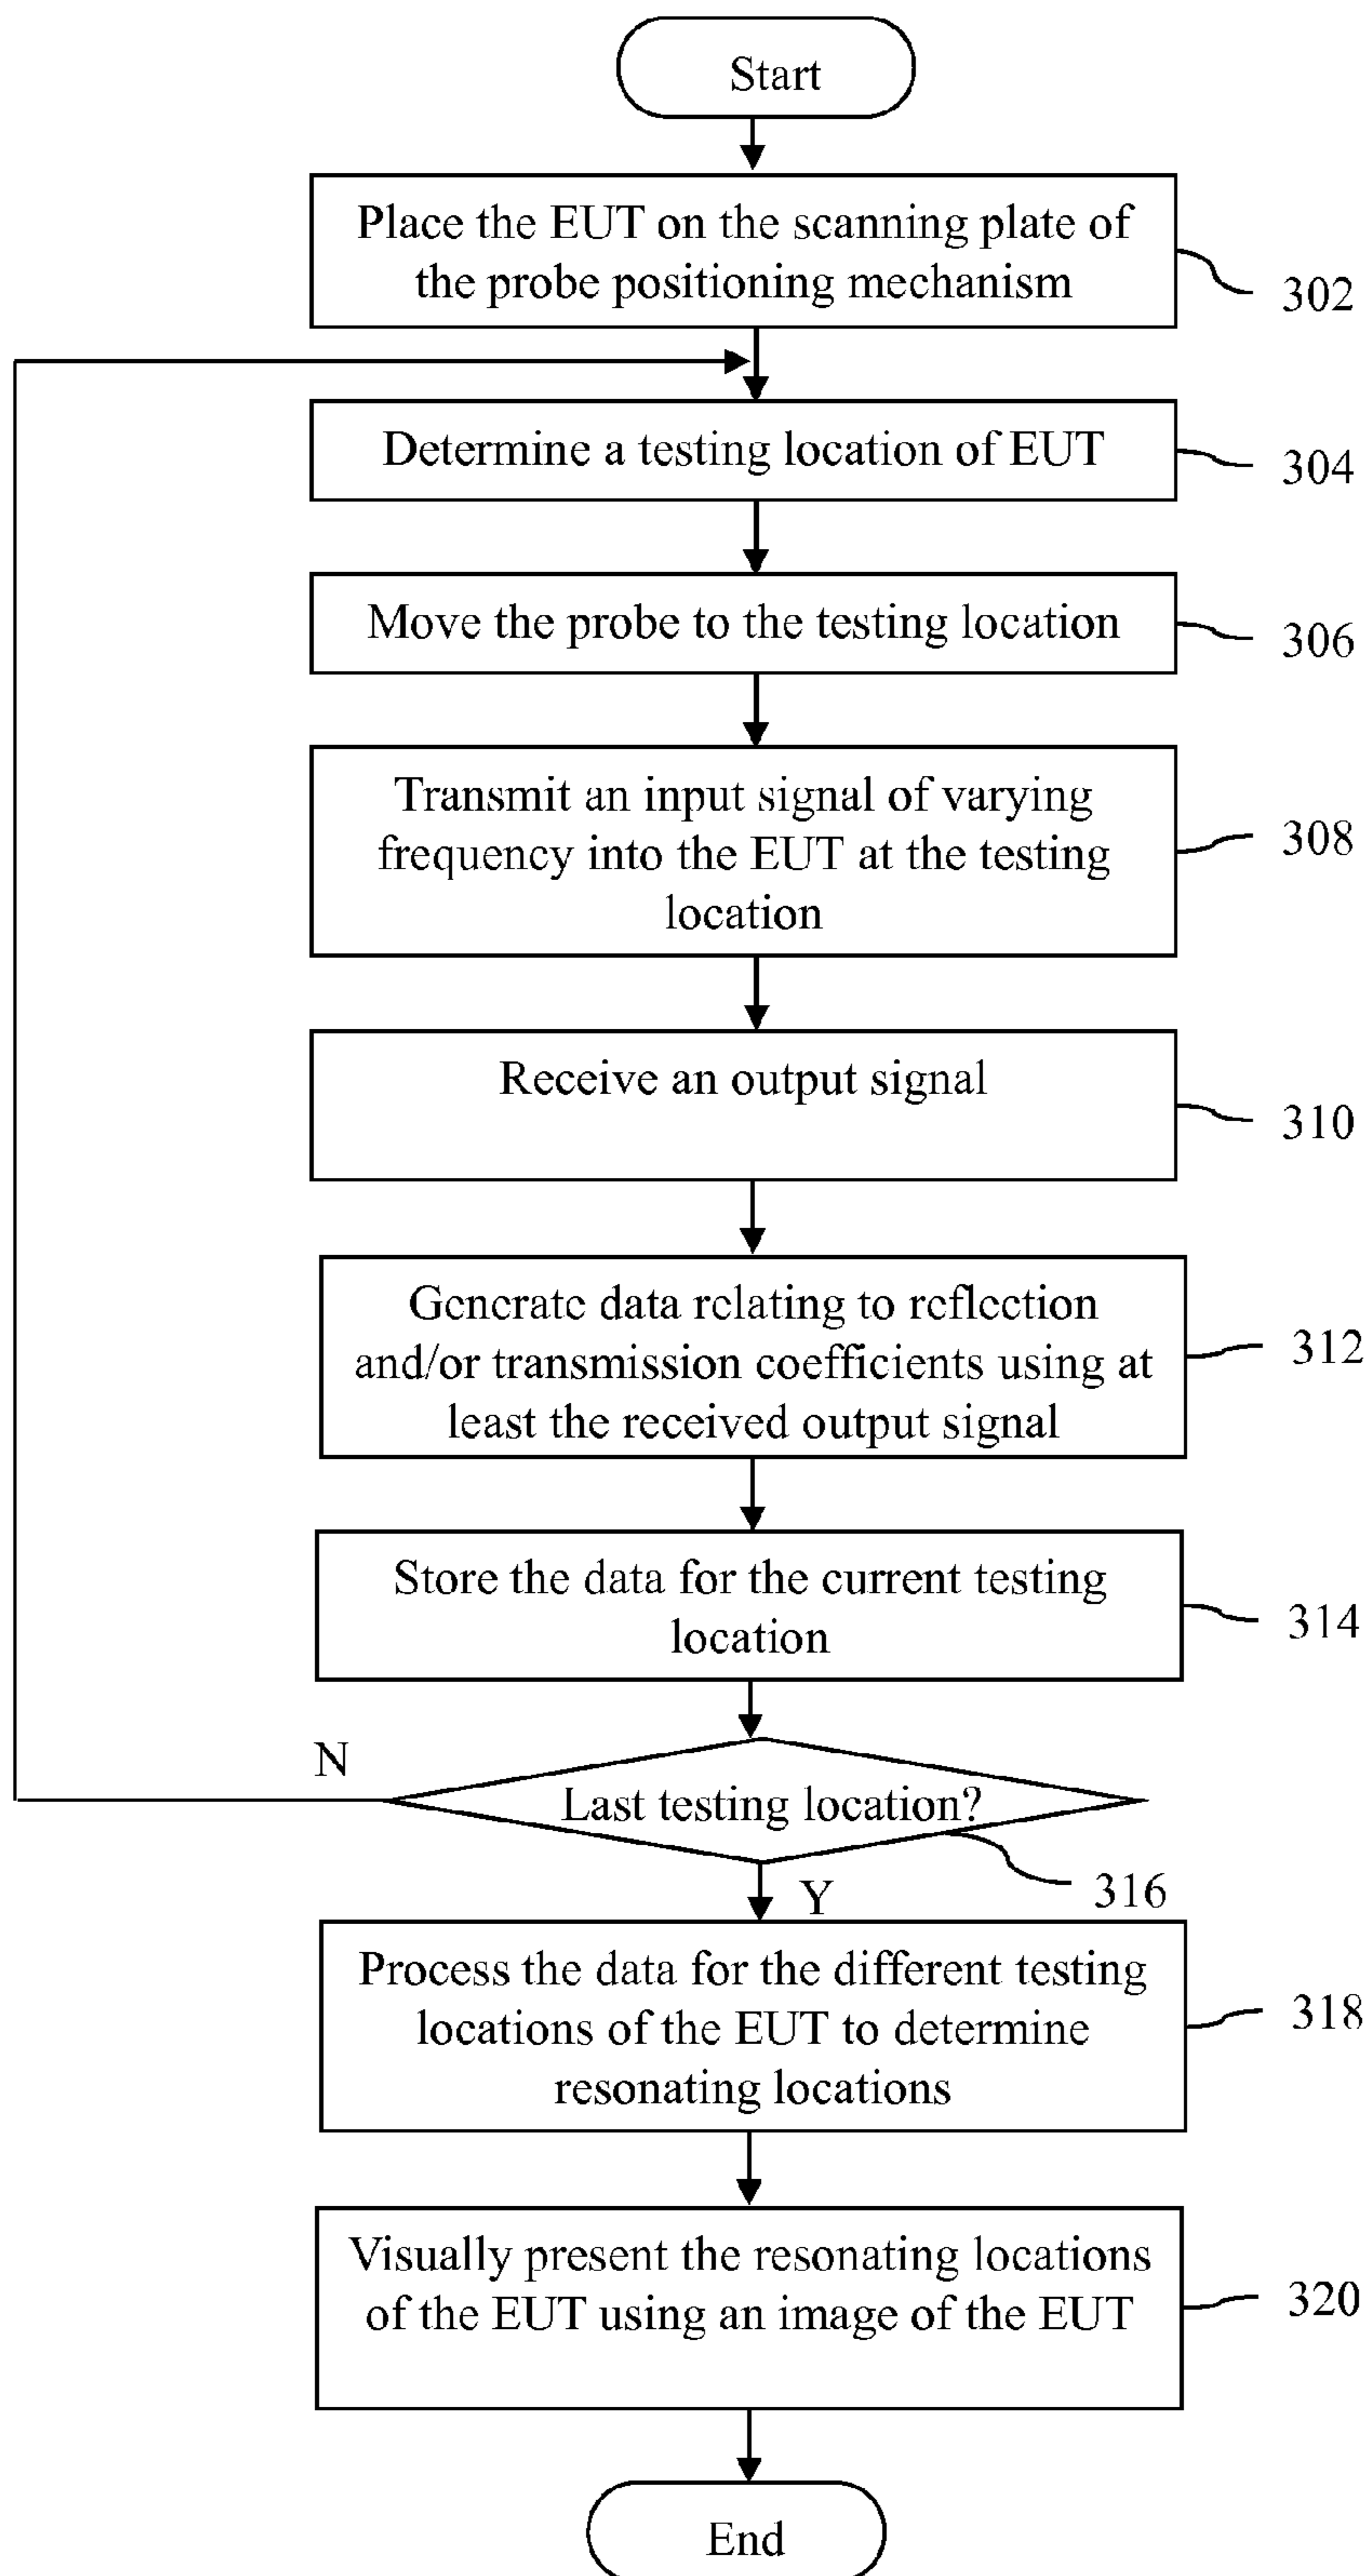 Start
Place the EUT on the scanning plate of
the probe positioning mechanism
302
Determine a testing location of EUT
304
Move the probe to the testing location
306
Transmit an input signal of varying
frequency into the EUT at the testing
location
308
Receive an output signal
310
Generate data relating to reflection
and/or transmission coefficients using at
least the received output signal
312
Store the data for the current testing
location
314
N
Last testing location?
316
Y
Process the data for the different testing
locations of the EUT to determine
resonating locations
318
Visually present the resonating locations
of the EUT using an image of the EUT
320
End